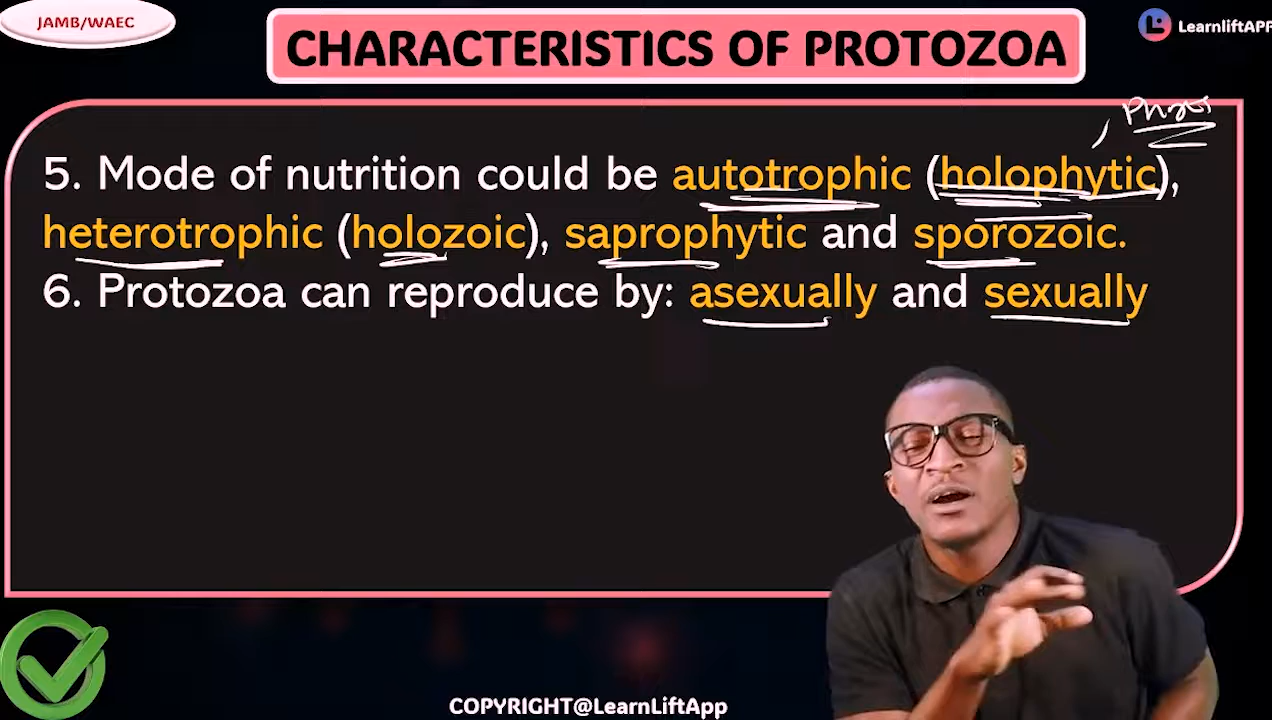 JAMB/WAEC
CHARACTERISTICS OF PROTOZOA
LearnliftAPP
5. Mode of nutrition could be autotrophic (holophytic),
heterotrophic (holozoic), saprophytic and sporozoic.
6. Protozoa can reproduce by: asexually and sexually
COPYRIGHT@LearnLiftApp